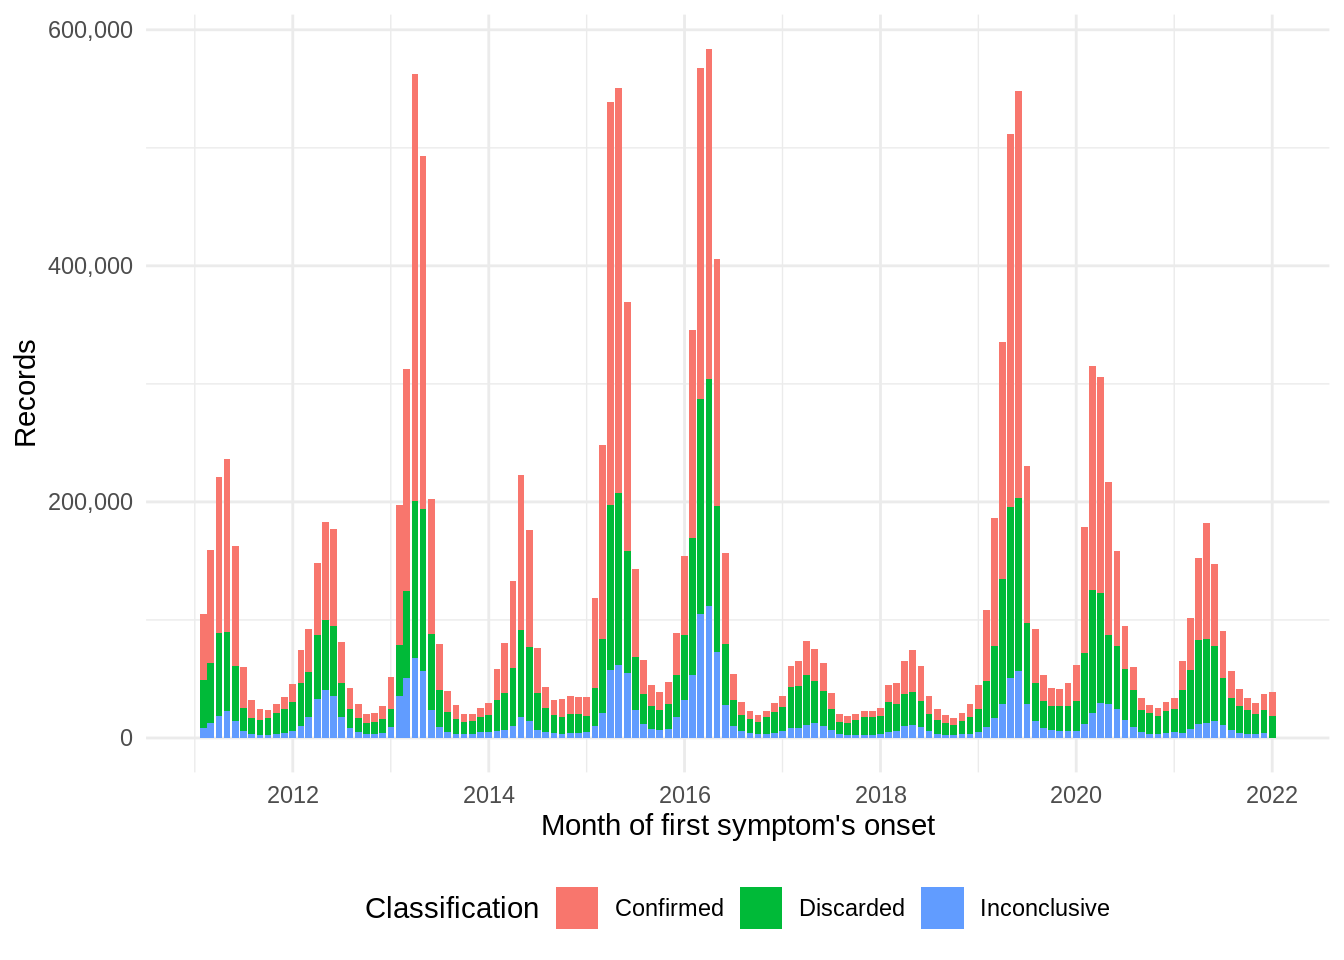 600,000
400,000
200,000
0
Records
2012 2014 2016 2018 2020 2022
Month of first symptom's onset
Classification Confirmed Discarded Inconclusive